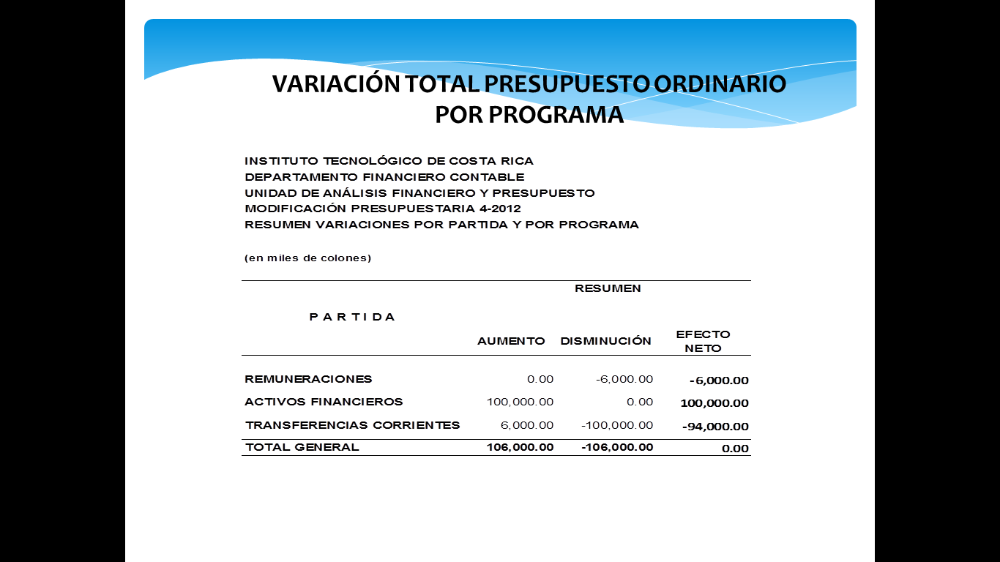 VARIACIÓN TOTAL PRESUPUESTO ORDINARIO
POR PROGRAMA
INSTITUTO TECNOLÓGICO DE COSTA RICA
DEPARTAMENTO FINANCIERO CONTABLE
UNIDAD DE ANÁLISIS FINANCIERO Y PRESUPUESTO
MODIFICACIÓN PRESUPUESTARIA 4-2012
RESUMEN VARIACIONES POR PARTIDA Y POR PROGRAMA
(en miles de colones)
RESUMEN
P A R T I D A
AUMENTO DISMINUCIÓN EFECTO
NETO
REMUNERACIONES 0.00 -6,000.00 -6,000.00
ACTIVOS FINANCIEROS 100,000.00 0.00 100,000.00
TRANSFERENCIAS CORRIENTES 6,000.00 -100,000.00 -94,000.00
TOTAL GENERAL 106,000.00 -106,000.00 0.00